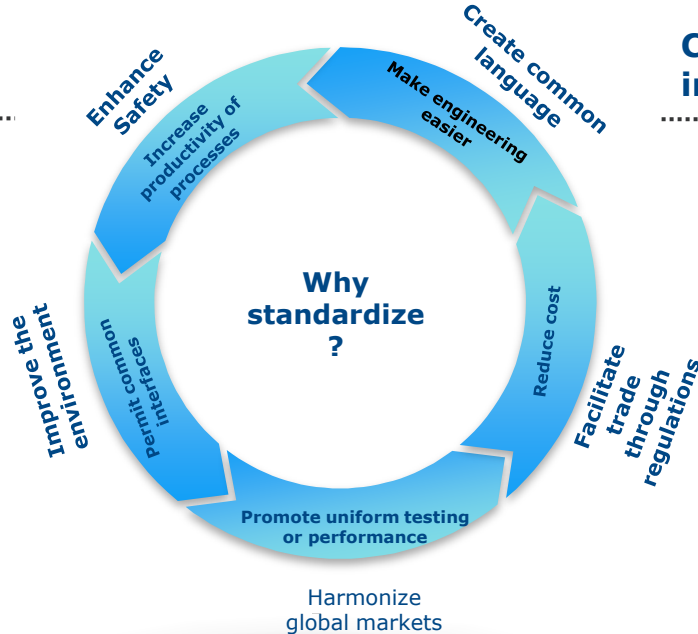 Enhance
Safety
Create common
language
Increase
productivity of
processes
Make engineering
easier
Why
standardize
?
Improve the
environment
Permit common
interfaces
Reduce cost
Facilitate
trade
through
regulations
Promote uniform testing
or performance
Harmonize
global markets